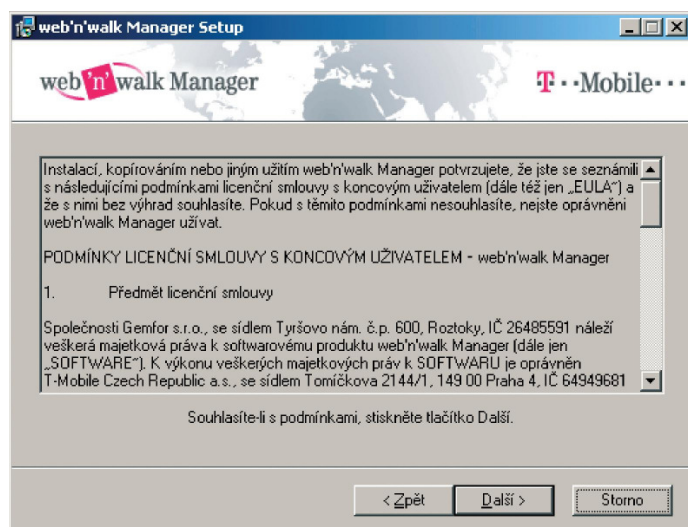 web'n'walk Manager Setup
web'n'walk Manager
T··Mobile···
Instalací, kopírováním nebo jiným užitím web'n'walk Manager potvrzujete, že jste se seznámili
s následujícími podmínkami licenční smlouvy s koncovým uživatelem (dále též jen „EULA") a
že s nimi bez výhrad souhlasíte. Pokud s těmito podmínkami nesouhlasíte, nejste oprávněni
web'n'walk Manager užívat.
PODMÍNKY LICENČNÍ SMLOUVY S KONCOVÝM UŽIVATELEM - web'n'walk Manager
1. Předmět licenční smlouvy
Společnosti Gemfor s.r.o., se sídlem Tyršovo nám. č.p. 600, Roztoky, IČ 26485591 náleží
veškerá majetková práva k softwarovému produktu web'n'walk Manager (dále jen
„SOFTWARE"). K výkonu veškerých majetkových práv k SOFTWARU je oprávněn
T-Mobile Czech Republic a.s., se sídlem Tomíčkova 2144/1, 149 00 Praha 4, IČ 64949681
Souhlasíte-li s podmínkami, stiskněte tlačítko Další.
< Zpět
Další >
Storno